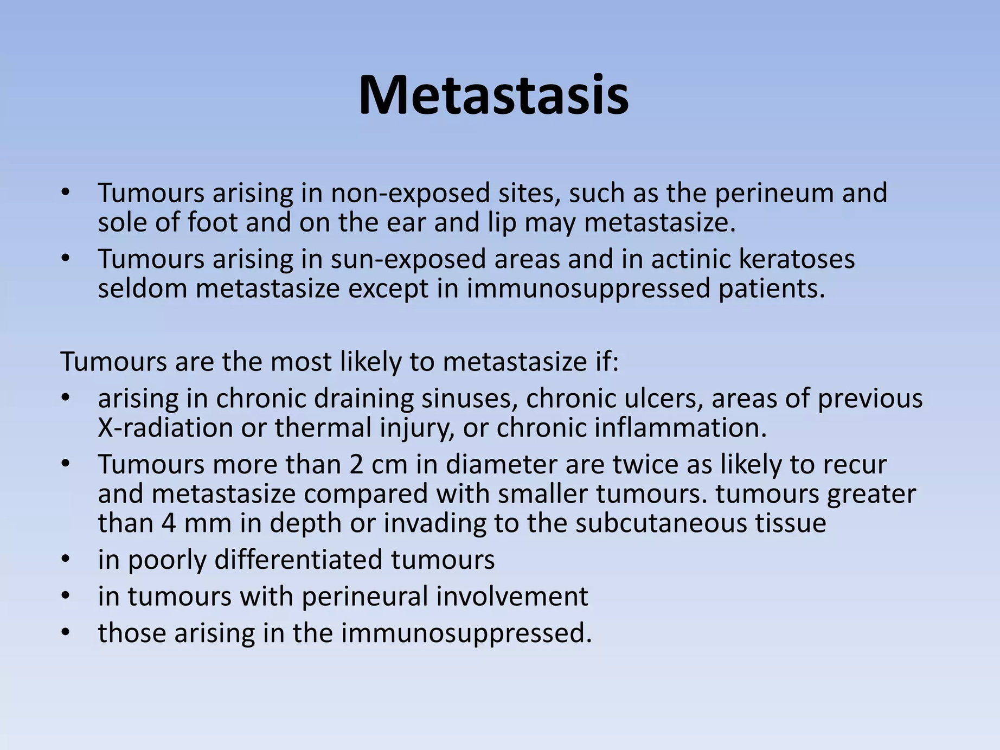 Metastasis
• Tumours arising in non-exposed sites, such as the perineum and
sole of foot and on the ear and lip may metastasize.
• Tumours arising in sun-exposed areas and in actinic keratoses
seldom metastasize except in immunosuppressed patients.
Tumours are the most likely to metastasize if:
• arising in chronic draining sinuses, chronic ulcers, areas of previous
X-radiation or thermal injury, or chronic inflammation.
• Tumours more than 2 cm in diameter are twice as likely to recur
and metastasize compared with smaller tumours. tumours greater
than 4 mm in depth or invading to the subcutaneous tissue
• in poorly differentiated tumours
• in tumours with perineural involvement
• those arising in the immunosuppressed.